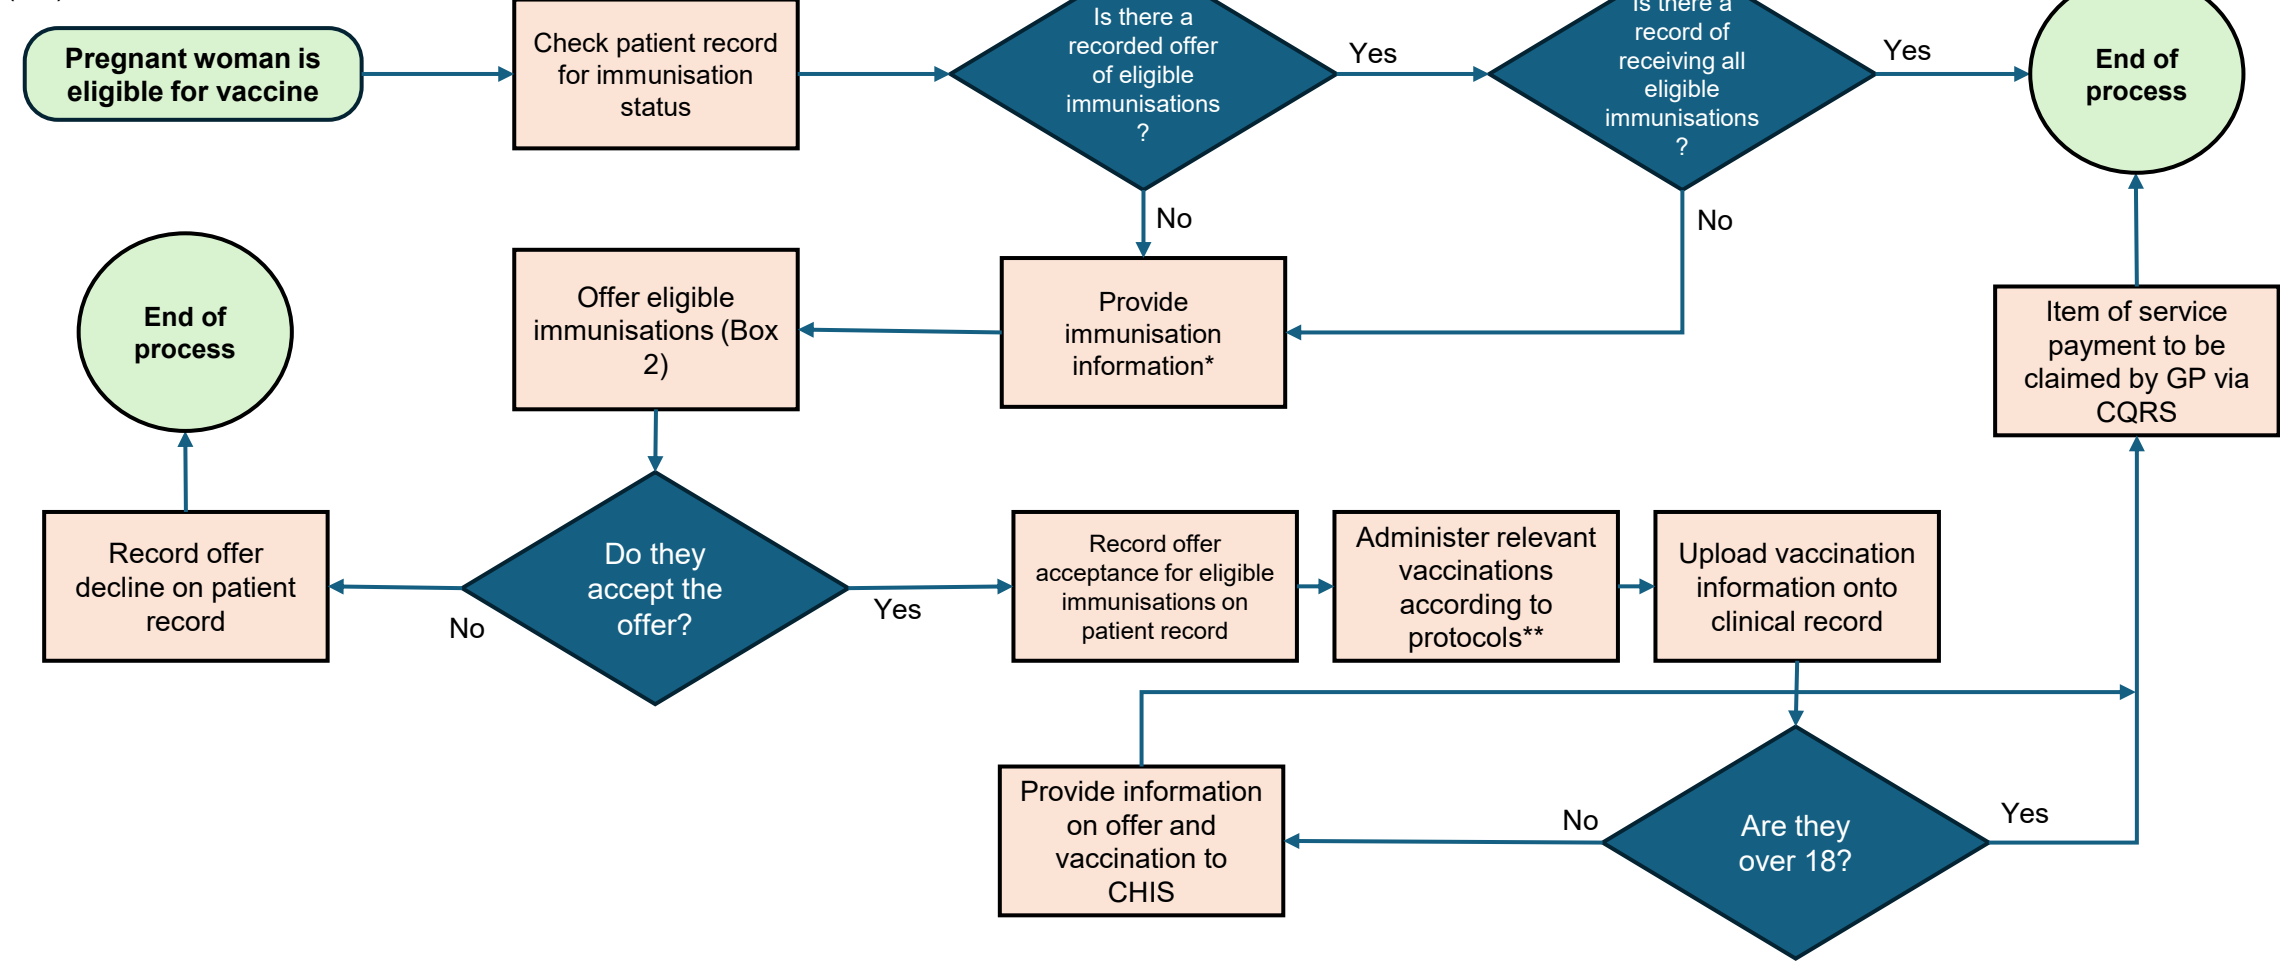 Pregnant woman is
eligible for vaccine
Check patient record
for immunisation
status
Is there a
recorded offer
of eligible
immunisations
?
Yes
Is there a
record of
receiving all
eligible
immunisations
?
Yes
End of
process
No
No
End of
process
Offer eligible
immunisations (Box
2)
Provide
immunisation
information*
Item of service
payment to be
claimed by GP via
CQRS
Record offer
decline on patient
record
No
Do they
accept the
offer?
Yes
Record offer
acceptance for eligible
immunisations on
patient record
Administer relevant
vaccinations
according to
protocols**
Upload vaccination
information onto
clinical record
Provide information
on offer and
vaccination to
CHIS
No
Are they
over 18?
Yes